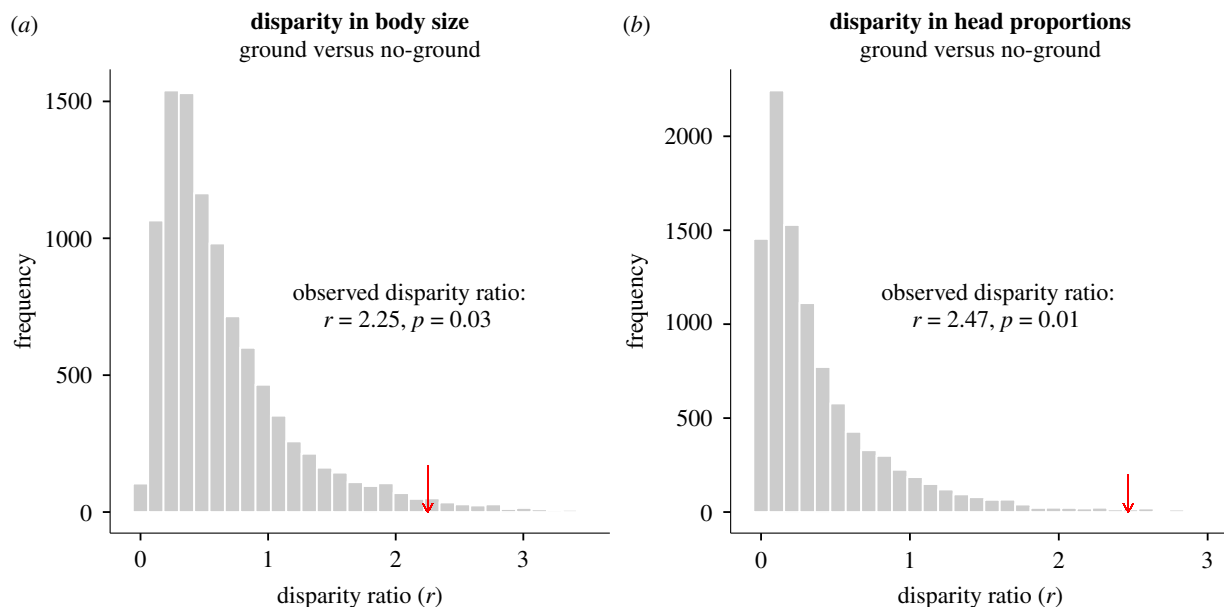 (a)
disparity in body size
ground versus no-ground
1500
1000
500
0
frequency
observed disparity ratio:
r = 2.25, p = 0.03
0 1 2 3
disparity ratio (r)
(b)
disparity in head proportions
ground versus no-ground
2000
1500
1000
500
0
frequency
observed disparity ratio:
r = 2.47, p = 0.01
0 1 2 3
disparity ratio (r)